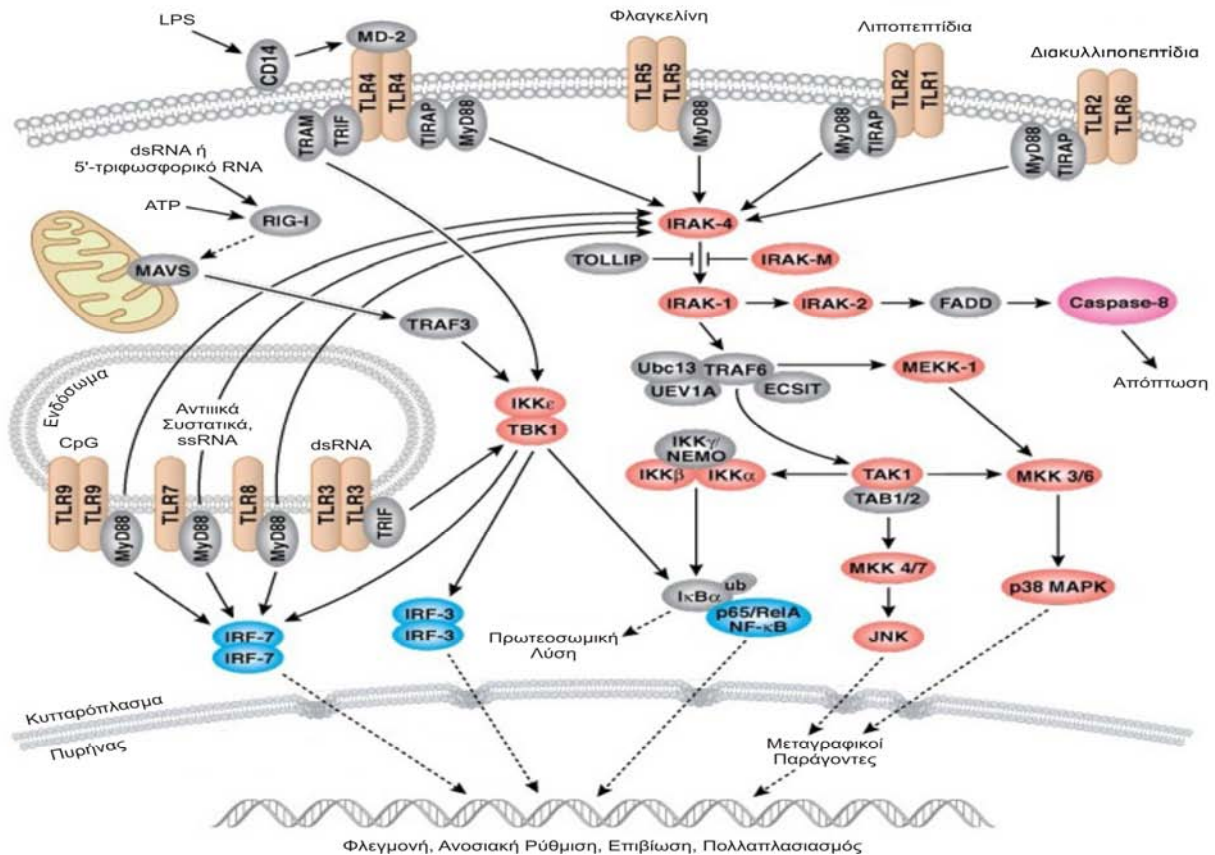 LPS
CD14
MD-2
TLR4
TLR4
TRAM
TRIF
TIRAP
MyD88
Φλαγκελίνη
TLR5
TLR5
MyD88
Λιποπεπτίδια
TLR2
TLR1
MyD88
TIRAP
Διακυλλιποπεπτίδια
TLR2
TLR6
MyD88
TIRAP
dsRNA ή
5'-τριφωσφορικό RNA
ATP
RIG-I
MAVS
TRAF3
IRAK-4
TOLLIP
IRAK-M
IRAK-1
IRAK-2
FADD
Caspase-8
Απόπτωση
Ubc13
TRAF6
UEV1A
ECSIT
MEKK-1
Ενδόσωμα
CpG
Αντιιικά
Συστατικά,
ssRNA
dsRNA
TLR9
TLR9
MyD88
TLR7
MyD88
TLR8
MyD88
TLR3
TLR3
TRIF
IKKε
TBK1
IKKγ/
NEMO
IKKβ
IKKα
TAK1
TAB1/2
MKK 3/6
MKK 4/7
p38 MAPK
JNK
IκBα
ub
p65/RelA
NF-κB
Πρωτεοσωμική
Λύση
IRF-3
IRF-3
IRF-7
IRF-7
Κυτταρόπλασμα
Πυρήνας
Μεταγραφικοί
Παράγοντες
Φλεγμονή, Ανοσιακή Ρύθμιση, Επιβίωση, Πολλαπλασιασμός